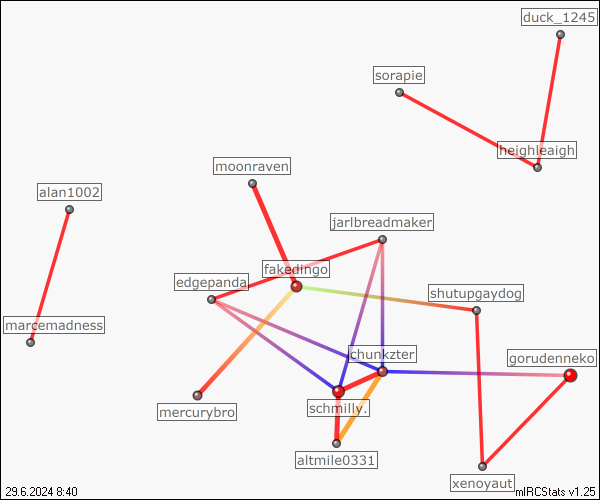 duck_1245
sorapie
heighleaigh
moonraven
alan1002
jarlbreadmaker
fakedingo
edgepanda
shutupgaydog
marcemadness
chunkzter
gorudenneko
mercurybro
schmilly.
altmile0331
xenoyaut
29.6.2024 8:40
mIRCStats v1.25